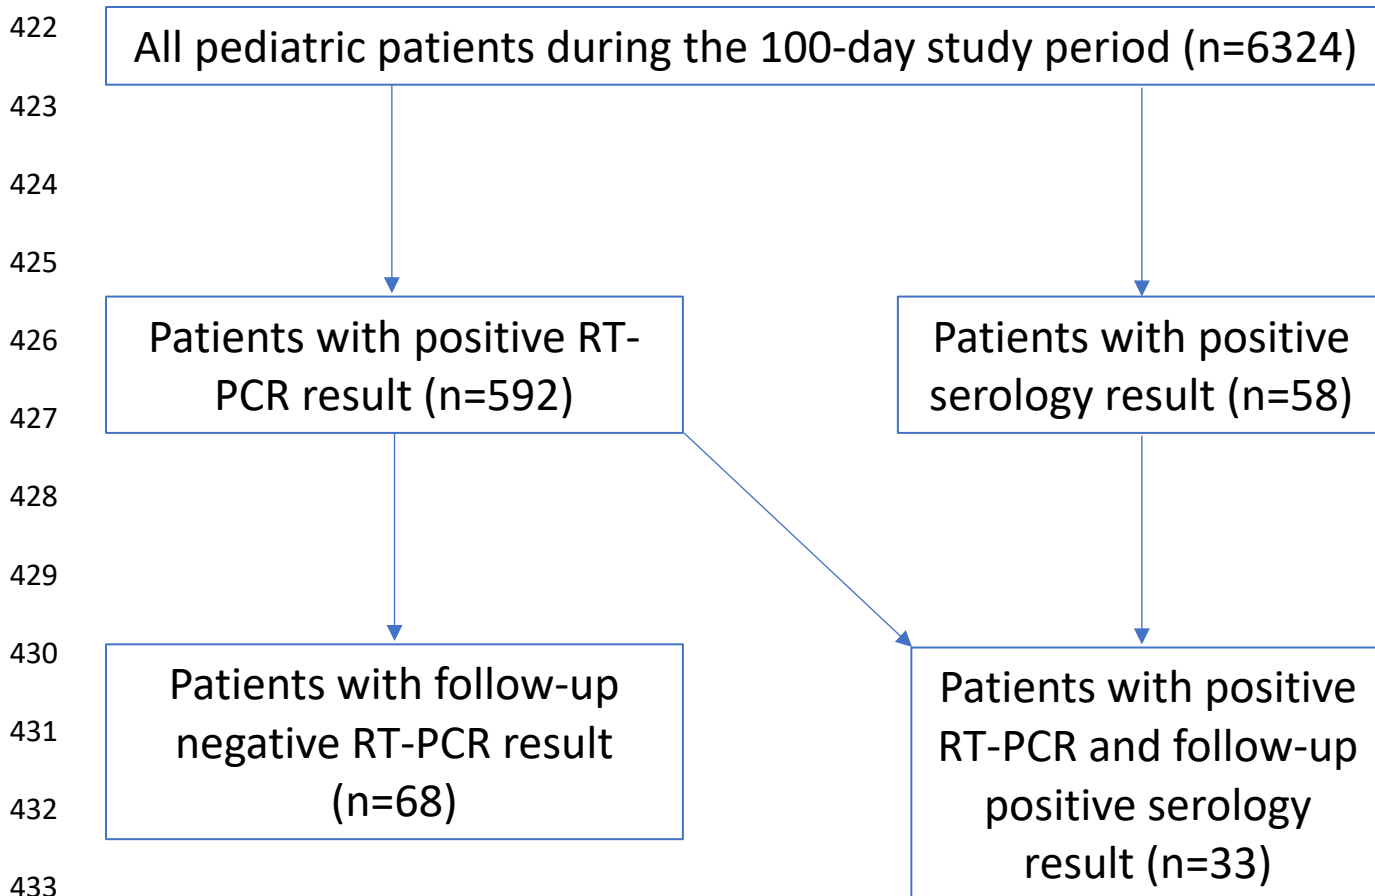 422
All pediatric patients during the 100-day study period (n=6324)
423
424
425
426
Patients with positive RT-
PCR result (n=592)
Patients with positive
serology result (n=58)
427
428
429
430
Patients with follow-up
negative RT-PCR result
(n=68)
Patients with positive
RT-PCR and follow-up
positive serology
result (n=33)
431
432
433